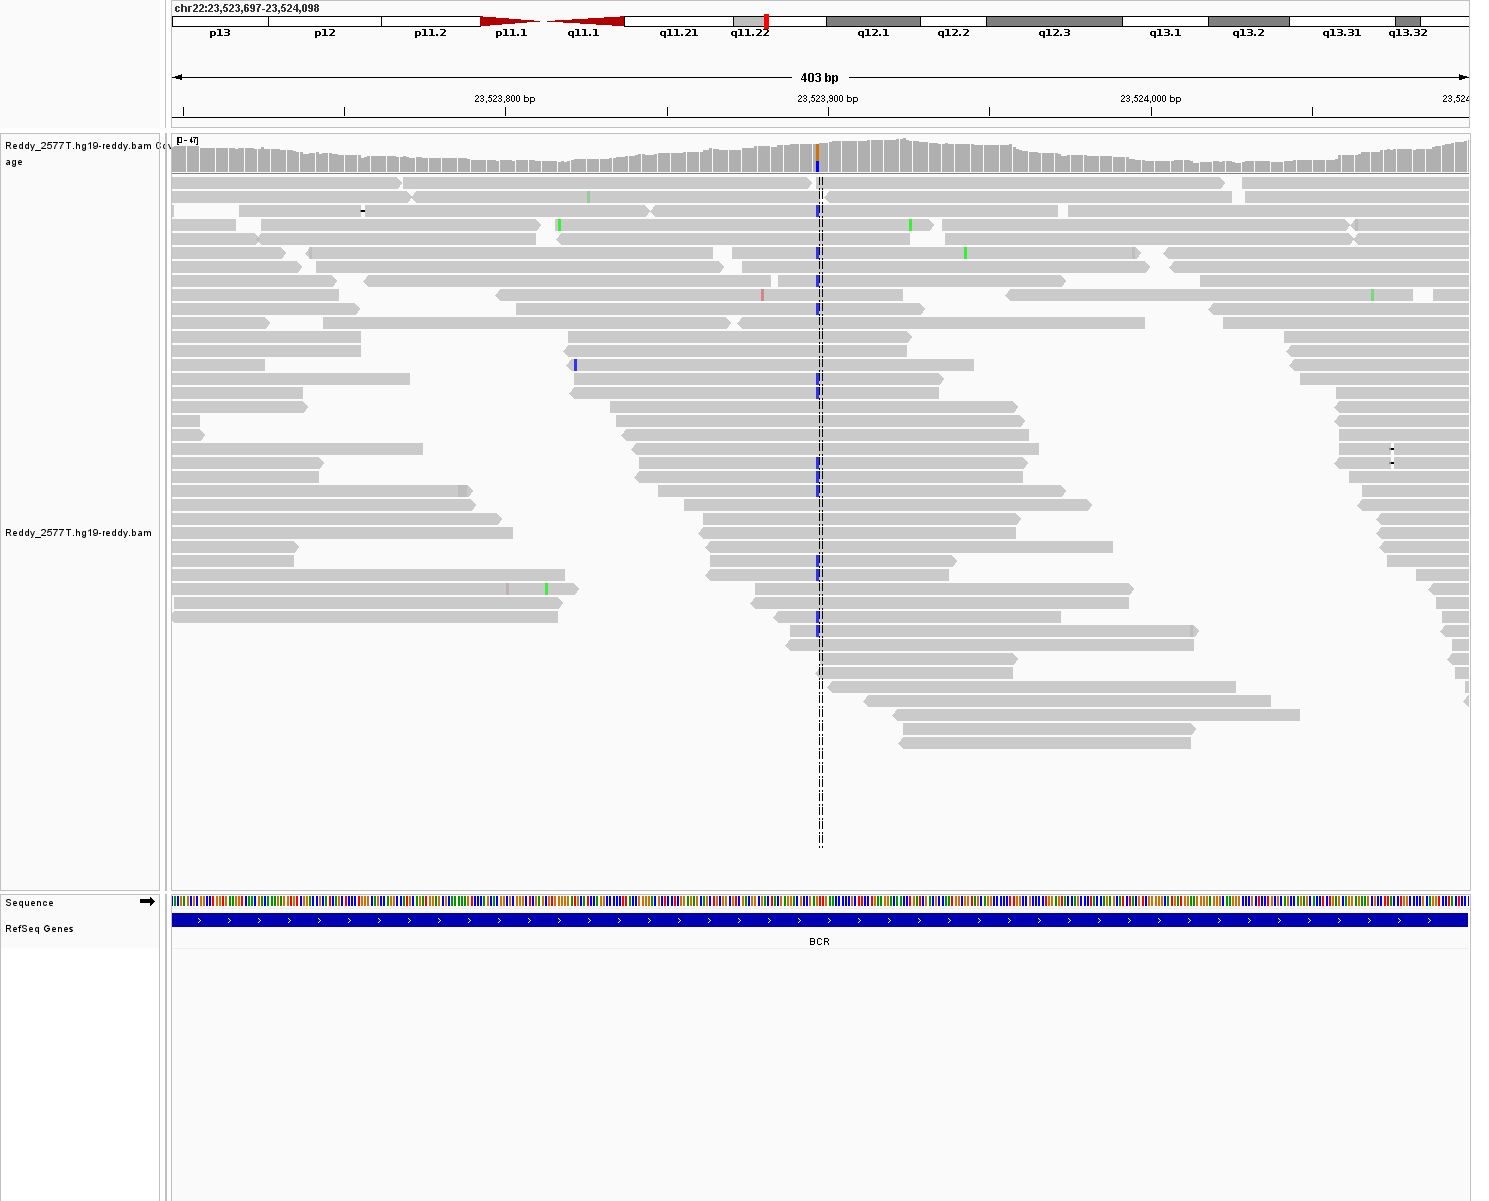 chr22:23,523,697-23,524,098
p13 p12 p11.2 p11.1 q11.1 q11.21 q11.22 q12.1 q12.2 q12.3 q13.1 q13.2 q13.31 q13.32
403 bp
23,523,800 bp 23,523,900 bp 23,524,000 bp 23,524
[0 - 47]
Reddy_2577T.hg19-reddy.bam Cov
age
Reddy_2577T.hg19-reddy.bam
Sequence
RefSeq Genes
BCR